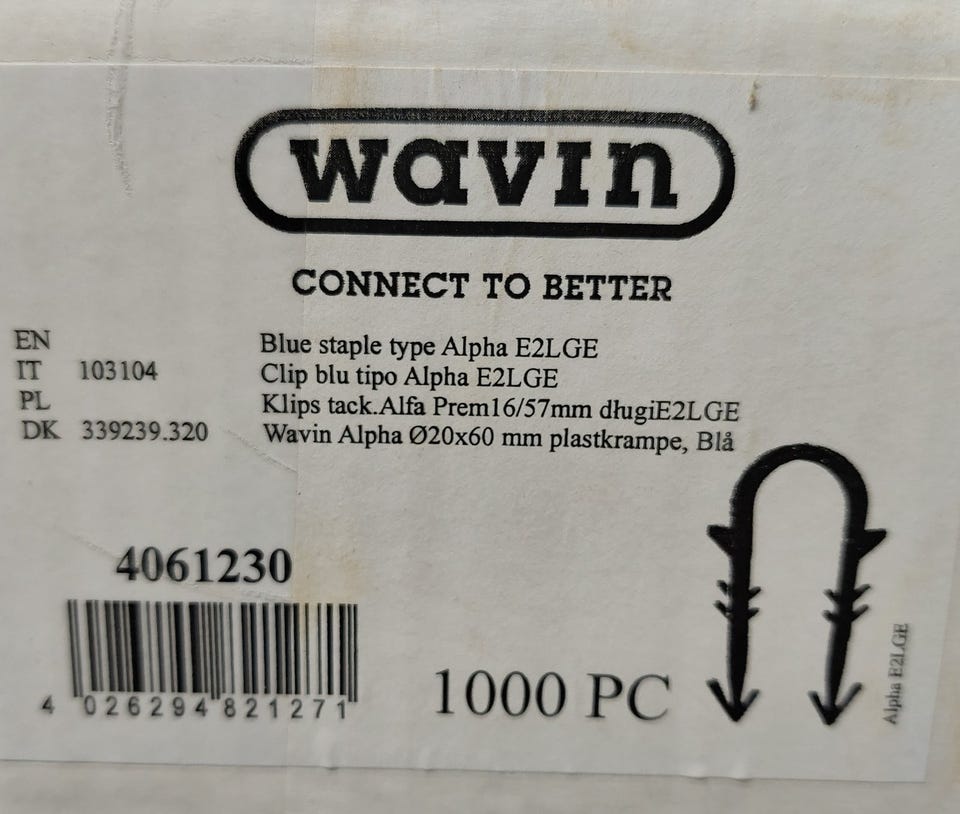 wavin
CONNECT TO BETTER
EN Blue staple type Alpha E2LGE
IT 103104 Clip blu tipo Alpha E2LGE
PL Klips tack.Alfa Prem16/57mm długiE2LGE
DK 339239.320 Wavin Alpha Ø20x60 mm plastkrampe, Blå
4061230
4 026294 821271
1000 PC
Alpha E2LGE